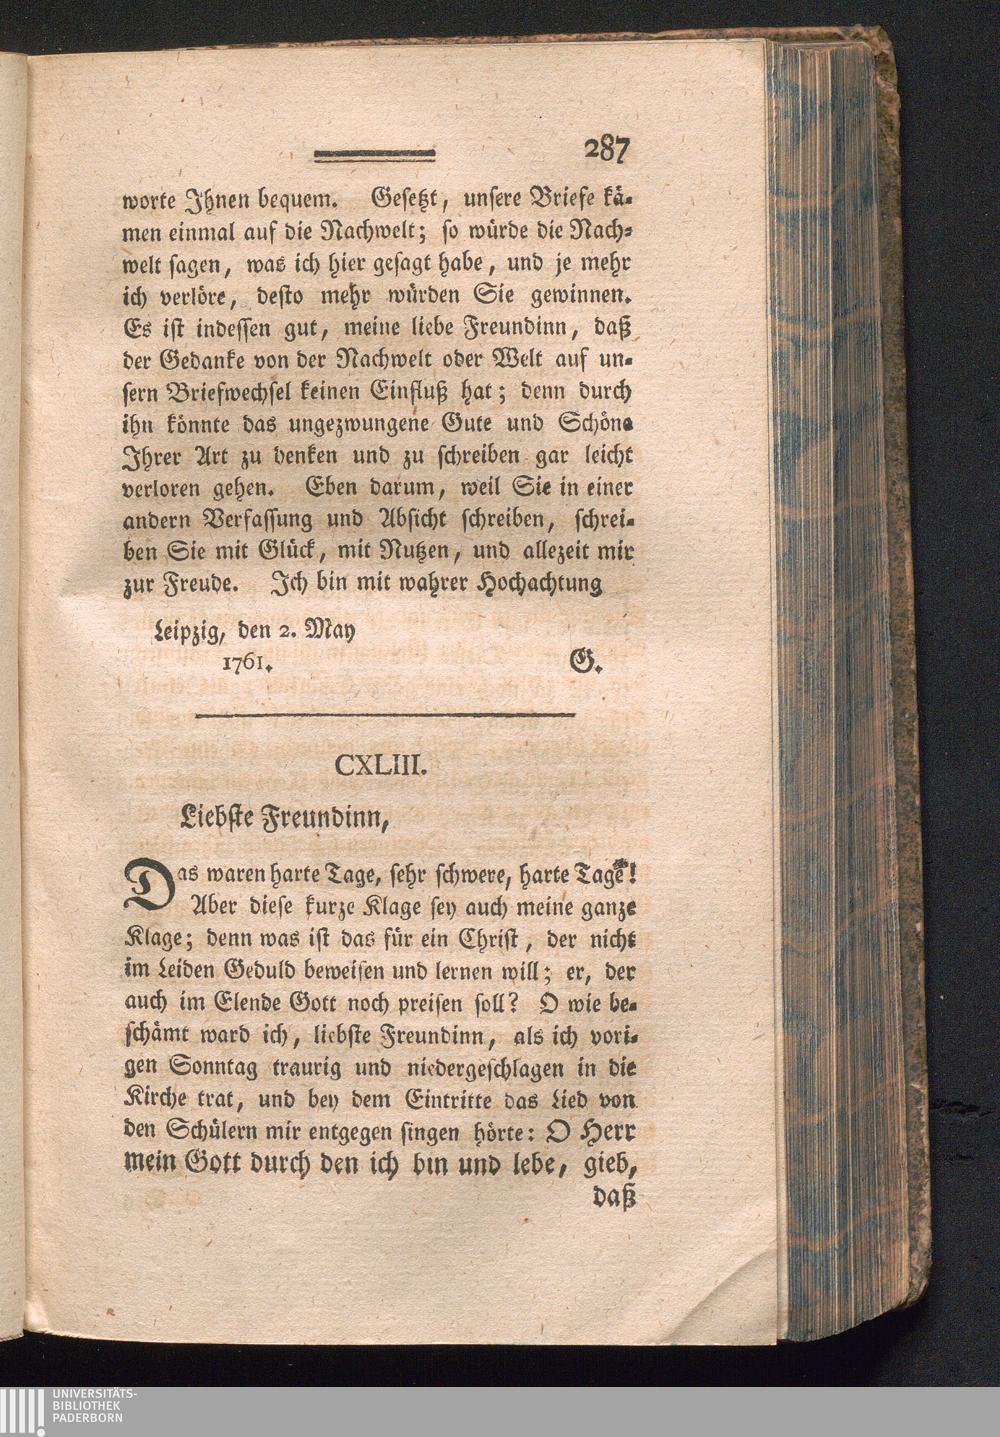 287
worte Ihnen bequem. Gesetzt, unsere Briefe kä-
men einmal auf die Nachwelt; so würde die Nach-
welt sagen, was ich hier gesagt habe, und je mehr
ich verlöre, desto mehr würden Sie gewinnen.
Es ist indessen gut, meine liebe Freundinn, daß
der Gedanke von der Nachwelt oder Welt auf un-
sern Briefwechsel keinen Einfluß hat; denn durch
ihn könnte das ungezwungene Gute und Schöne
Ihrer Art zu denken und zu schreiben gar leicht
verloren gehen. Eben darum, weil Sie in einer
andern Verfassung und Absicht schreiben, schrei-
ben Sie mit Glück, mit Nutzen, und allezeit mir
zur Freude. Ich bin mit wahrer Hochachtung
Leipzig, den 2. May
1761. G.
CXLIII.
Liebste Freundinn,
Das waren harte Tage, sehr schwere, harte Tage!
Aber diese kurze Klage sey auch meine ganze
Klage; denn was ist das für ein Christ, der nicht
im Leiden Geduld beweisen und lernen will; er, der
auch im Elende Gott noch preisen soll? O wie be-
schämt ward ich, liebste Freundinn, als ich vori-
gen Sonntag traurig und niedergeschlagen in die
Kirche trat, und bey dem Eintritte das Lied von
den Schülern mir entgegen singen hörte: O Herr
mein Gott durch den ich bin und lebe, gieb,
daß
UNIVERSITÄTS-
BIBLIOTHEK
PADERBORN